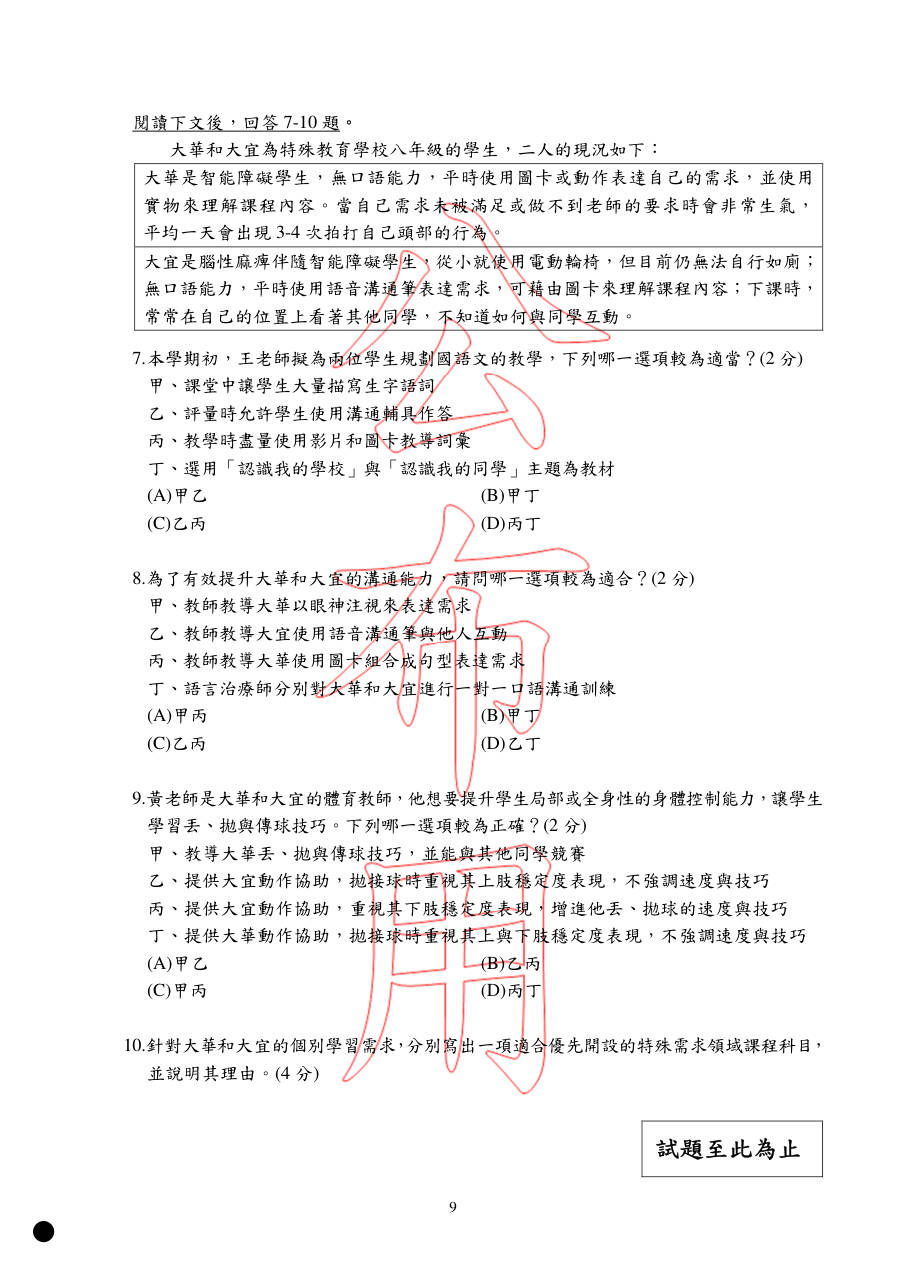 閱讀下文後，回答 7-10 題。
大華和大宜為特殊教育學校八年級的學生，二人的現況如下：
大華是智能障礙學生，無口語能力，平時使用圖卡或動作表達自己的需求，並使用
實物來理解課程內容。當自己需求未被滿足或做不到老師的要求時會非常生氣，
平均一天會出現 3-4 次拍打自己頭部的行為。
大宜是腦性麻痺伴隨智能障礙學生，從小就使用電動輪椅，但目前仍無法自行如廁；
無口語能力，平時使用語音溝通筆表達需求，可藉由圖卡來理解課程內容；下課時，
常常在自己的位置上看著其他同學，不知道如何與同學互動。
7.本學期初，王老師擬為兩位學生規劃國語文的教學，下列哪一選項較為適當？(2 分)
甲、課堂中讓學生大量描寫生字語詞
乙、評量時允許學生使用溝通輔具作答
丙、教學時盡量使用影片和圖卡教導詞彙
丁、選用「認識我的學校」與「認識我的同學」主題為教材
(A)甲乙 (B)甲丁
(C)乙丙 (D)丙丁
8.為了有效提升大華和大宜的溝通能力，請問哪一選項較為適合？(2 分)
甲、教師教導大華以眼神注視來表達需求
乙、教師教導大宜使用語音溝通筆與他人互動
丙、教師教導大華使用圖卡組合成句型表達需求
丁、語言治療師分別對大華和大宜進行一對一口語溝通訓練
(A)甲丙 (B)甲丁
(C)乙丙 (D)乙丁
9.黃老師是大華和大宜的體育教師，他想要提升學生局部或全身性的身體控制能力，讓學生
學習丟、拋與傳球技巧。下列哪一選項較為正確？(2 分)
甲、教導大華丟、拋與傳球技巧，並能與其他同學競賽
乙、提供大宜動作協助，拋接球時重視其上肢穩定度表現，不強調速度與技巧
丙、提供大宜動作協助，重視其下肢穩定度表現，增進他丟、拋球的速度與技巧
丁、提供大華動作協助，拋接球時重視其上與下肢穩定度表現，不強調速度與技巧
(A)甲乙 (B)乙丙
(C)甲丙 (D)丙丁
10.針對大華和大宜的個別學習需求，分別寫出一項適合優先開設的特殊需求領域課程科目，
並說明其理由。(4 分)
試題至此為止
9
公布用